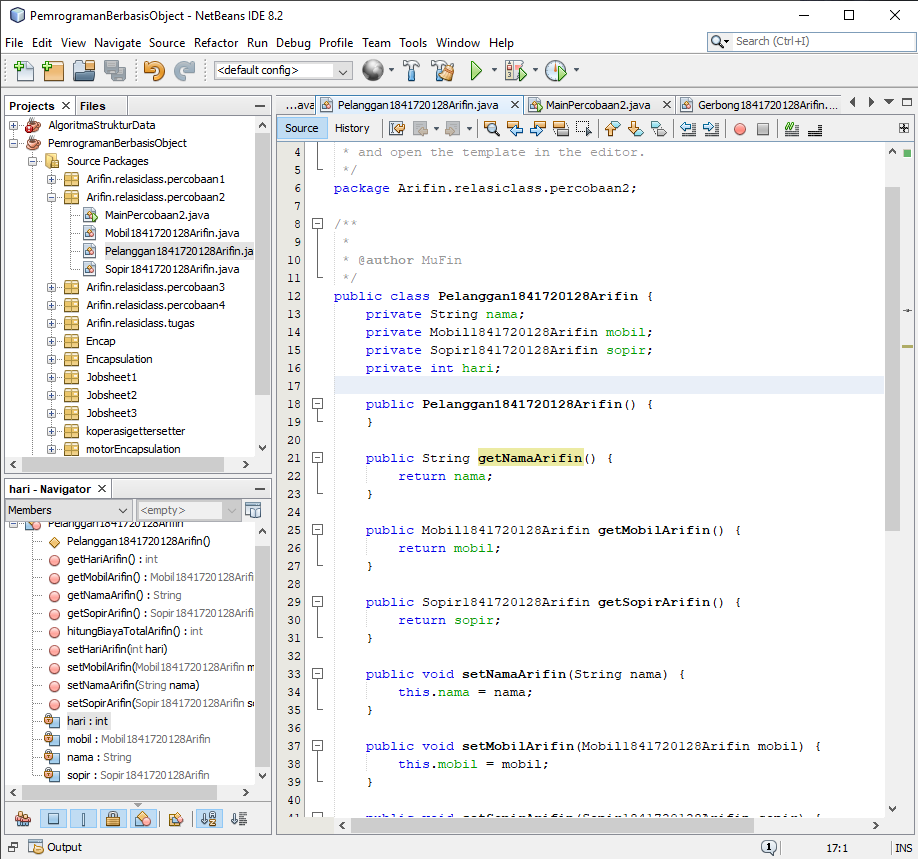 PemrogramanBerbasisObject - NetBeans IDE 8.2
File Edit View Navigate Source Refactor Run Debug Profile Team Tools Window Help
Search (Ctrl+I)
<default config>
Projects Files
AlgoritmaStrukturData
PemrogramanBerbasisObject
Source Packages
Arifin.relasiclass.percobaan1
Arifin.relasiclass.percobaan2
MainPercobaan2.java
Mobil1841720128Arifin.java
Pelanggan1841720128Arifin.ja
Sopir1841720128Arifin.java
Arifin.relasiclass.percobaan3
Arifin.relasiclass.percobaan4
Arifin.relasiclass.tugas
Encap
Encapsulation
Jobsheet1
Jobsheet2
Jobsheet3
koperasigettersetter
motorEncapsulation
hari - Navigator
Members <empty>
Pelanggan1841720128Arifin
Pelanggan1841720128Arifin()
getHariArifin() : int
getMobilArifin() : Mobil1841720128Arifi
getNamaArifin() : String
getSopirArifin() : Sopir1841720128Arifi
hitungBiayaTotalArifin() : int
setHariArifin(int hari)
setMobilArifin(Mobil1841720128Arifin m
setNamaArifin(String nama)
setSopirArifin(Sopir1841720128Arifin so
hari : int
mobil : Mobil1841720128Arifin
nama : String
sopir : Sopir1841720128Arifin
...ava Pelanggan1841720128Arifin.java MainPercobaan2.java Gerbong1841720128Arifin....
Source History
4 * and open the template in the editor.
5 */
6 package Arifin.relasiclass.percobaan2;
7
8 /**
9 *
10 * @author MuFin
11 */
12 public class Pelanggan1841720128Arifin {
13 private String nama;
14 private Mobil1841720128Arifin mobil;
15 private Sopir1841720128Arifin sopir;
16 private int hari;
17
18 public Pelanggan1841720128Arifin() {
19 }
20
21 public String getNamaArifin() {
22 return nama;
23 }
24
25 public Mobil1841720128Arifin getMobilArifin() {
26 return mobil;
27 }
28
29 public Sopir1841720128Arifin getSopirArifin() {
30 return sopir;
31 }
32
33 public void setNamaArifin(String nama) {
34 this.nama = nama;
35 }
36
37 public void setMobilArifin(Mobil1841720128Arifin mobil) {
38 this.mobil = mobil;
39 }
40
41 public void setSopirArifin(Sopir1841720128Arifin sopir) {
Output
1
17:1
INS